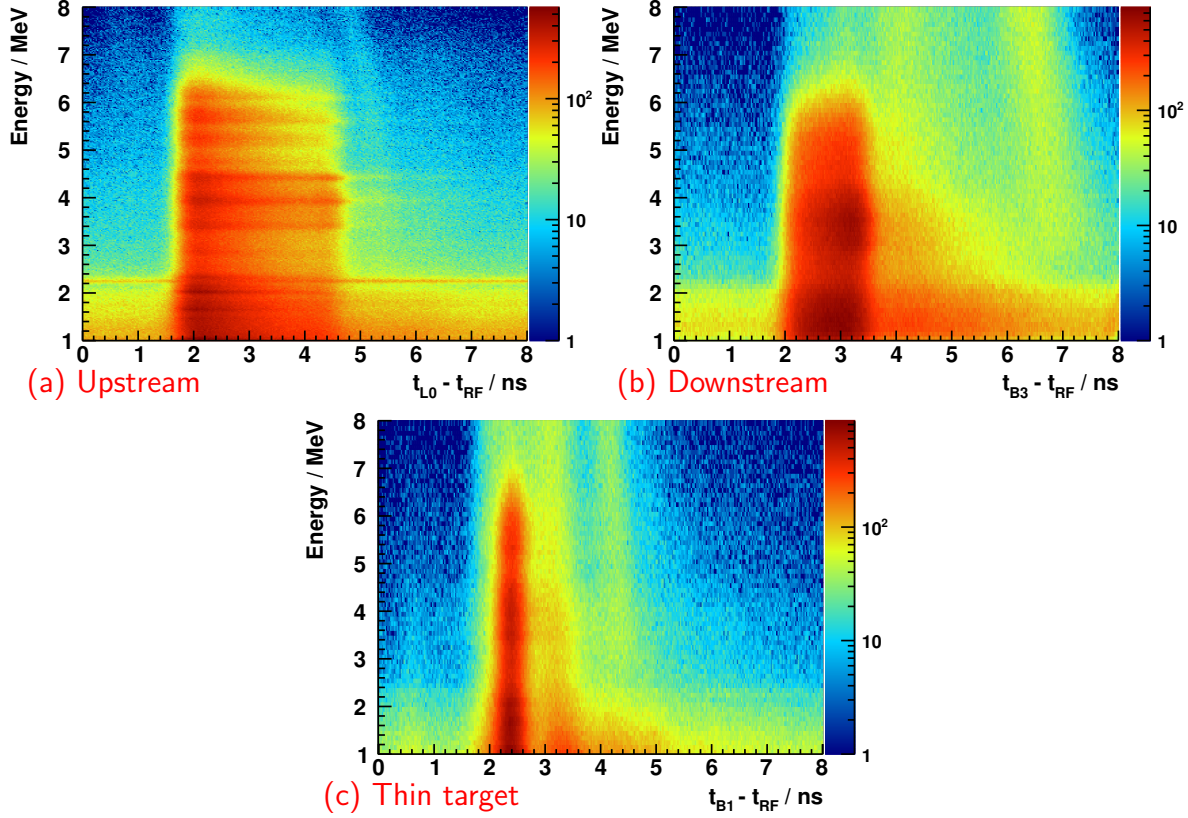 Energy / MeV
8
7
6
5
4
3
2
1
0 1 2 3 4 5 6 7 8
10²
10
1
(a) Upstream
t_L0 - t_RF / ns
Energy / MeV
8
7
6
5
4
3
2
1
0 1 2 3 4 5 6 7 8
10²
10
1
(b) Downstream
t_B3 - t_RF / ns
Energy / MeV
8
7
6
5
4
3
2
1
0 1 2 3 4 5 6 7 8
10²
10
1
(c) Thin target
t_B1 - t_RF / ns